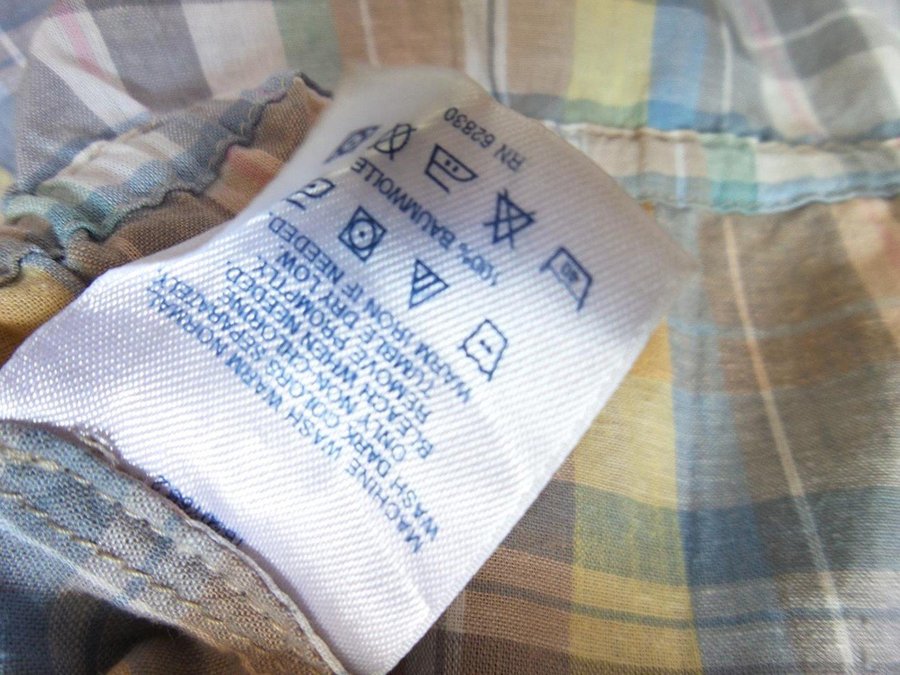 MACHINE WASH WARM NORMAL,
WASH DARK COLORS SEPARATELY,
ONLY NON CHLORINE
BLEACH WHEN NEEDED.
REMOVE PROMPTLY.
TUMBLE DRY LOW.
WARM IRON IF NEEDED.
100% BAUMWOLLE
40
RN 62830